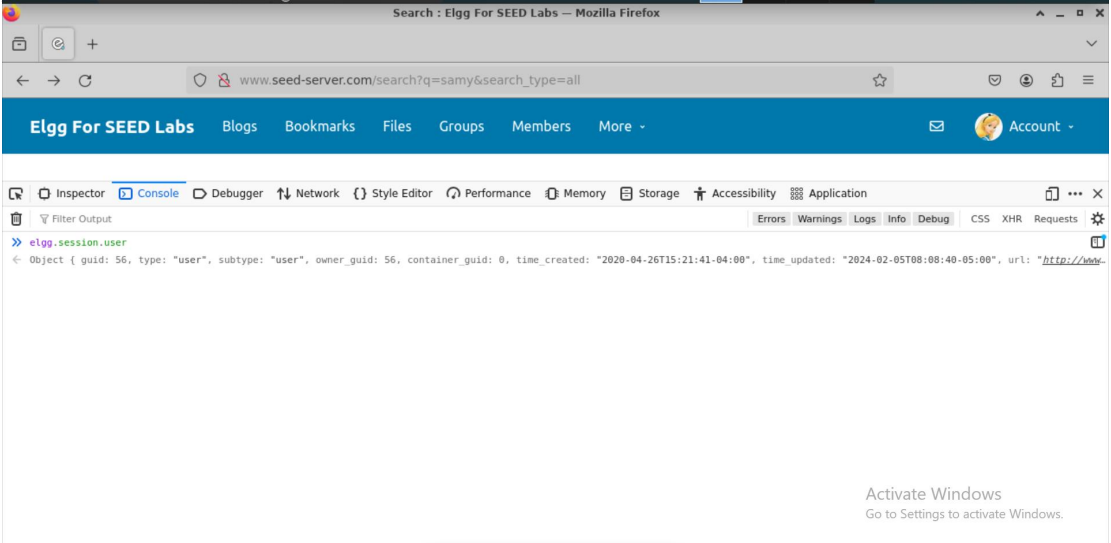 Search : Elgg For SEED Labs — Mozilla Firefox
www.seed-server.com/search?q=samy&search_type=all
Elgg For SEED Labs Blogs Bookmarks Files Groups Members More Account
Inspector Console Debugger Network Style Editor Performance Memory Storage Accessibility Application
Filter Output Errors Warnings Logs Info Debug CSS XHR Requests
elgg.session.user
Object { guid: 56, type: "user", subtype: "user", owner_guid: 56, container_guid: 0, time_created: "2020-04-26T15:21:41-04:00", time_updated: "2024-02-05T08:08:40-05:00", url: "http://www…
Activate Windows
Go to Settings to activate Windows.